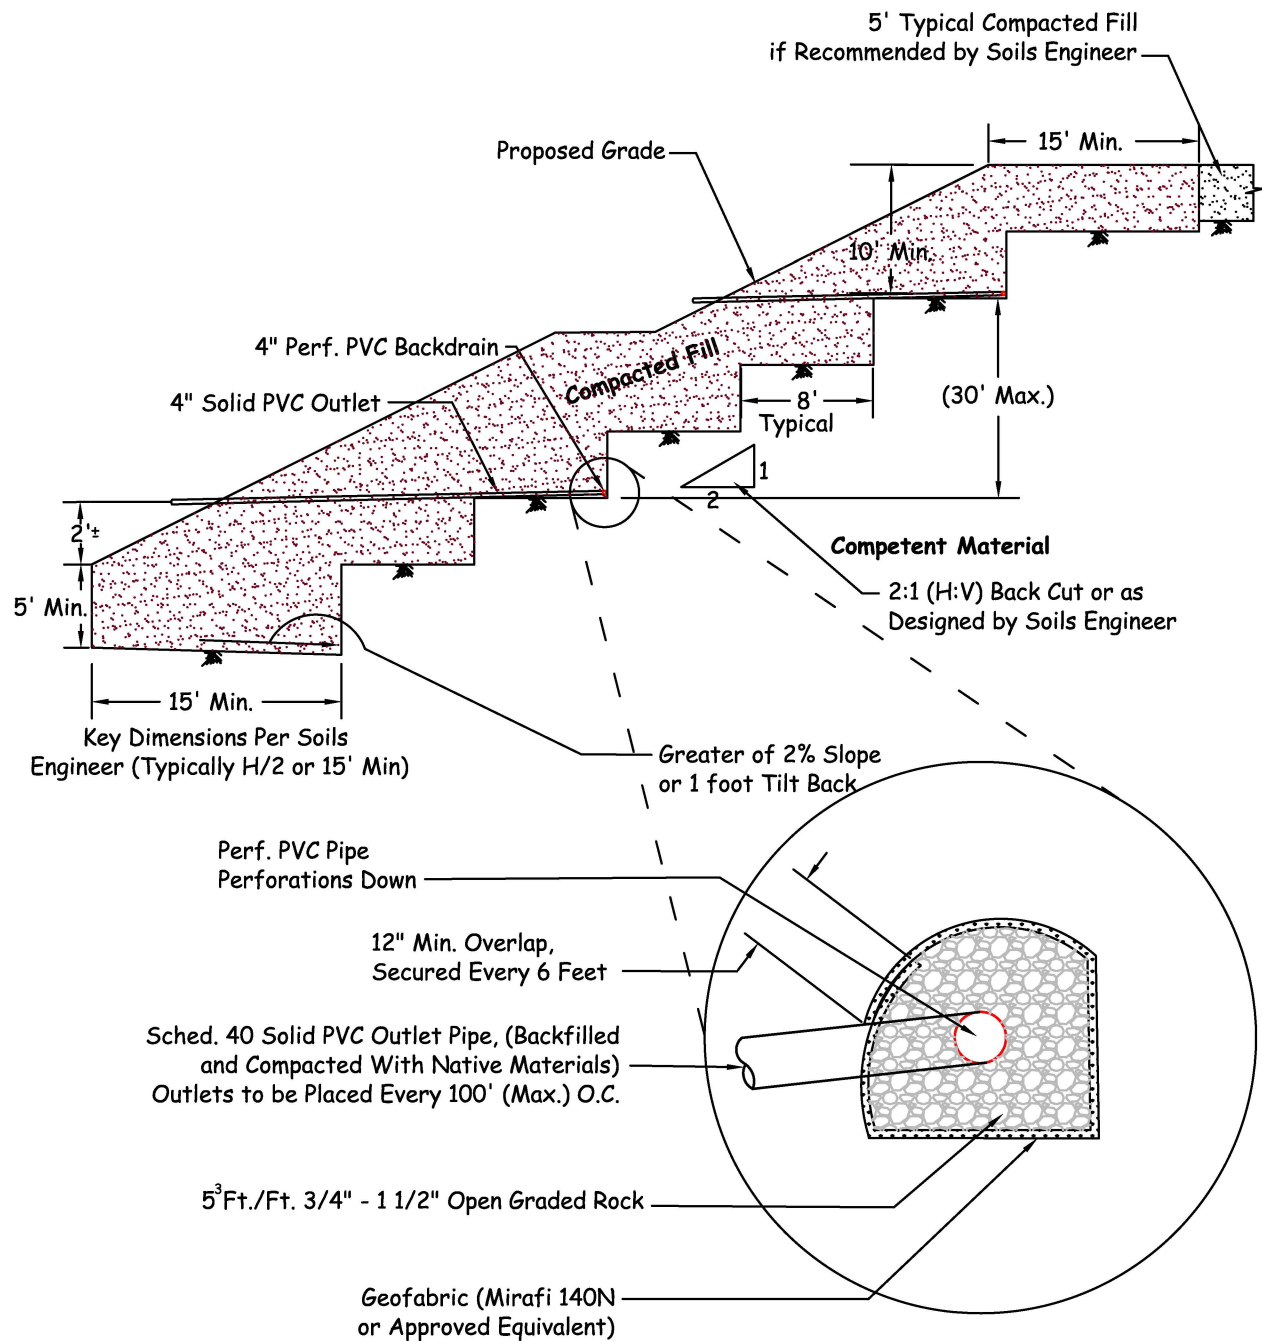 5' Typical Compacted Fill
if Recommended by Soils Engineer
15' Min.
Proposed Grade
10' Min.
4" Perf. PVC Backdrain
Compacted Fill
4" Solid PVC Outlet
8'
Typical
(30' Max.)
1
2
2'±
Competent Material
5' Min.
2:1 (H:V) Back Cut or as
Designed by Soils Engineer
15' Min.
Key Dimensions Per Soils
Engineer (Typically H/2 or 15' Min)
Greater of 2% Slope
or 1 foot Tilt Back
Perf. PVC Pipe
Perforations Down
12" Min. Overlap,
Secured Every 6 Feet
Sched. 40 Solid PVC Outlet Pipe, (Backfilled
and Compacted With Native Materials)
Outlets to be Placed Every 100' (Max.) O.C.
5³Ft./Ft. 3/4" - 1 1/2" Open Graded Rock
Geofabric (Mirafi 140N
or Approved Equivalent)